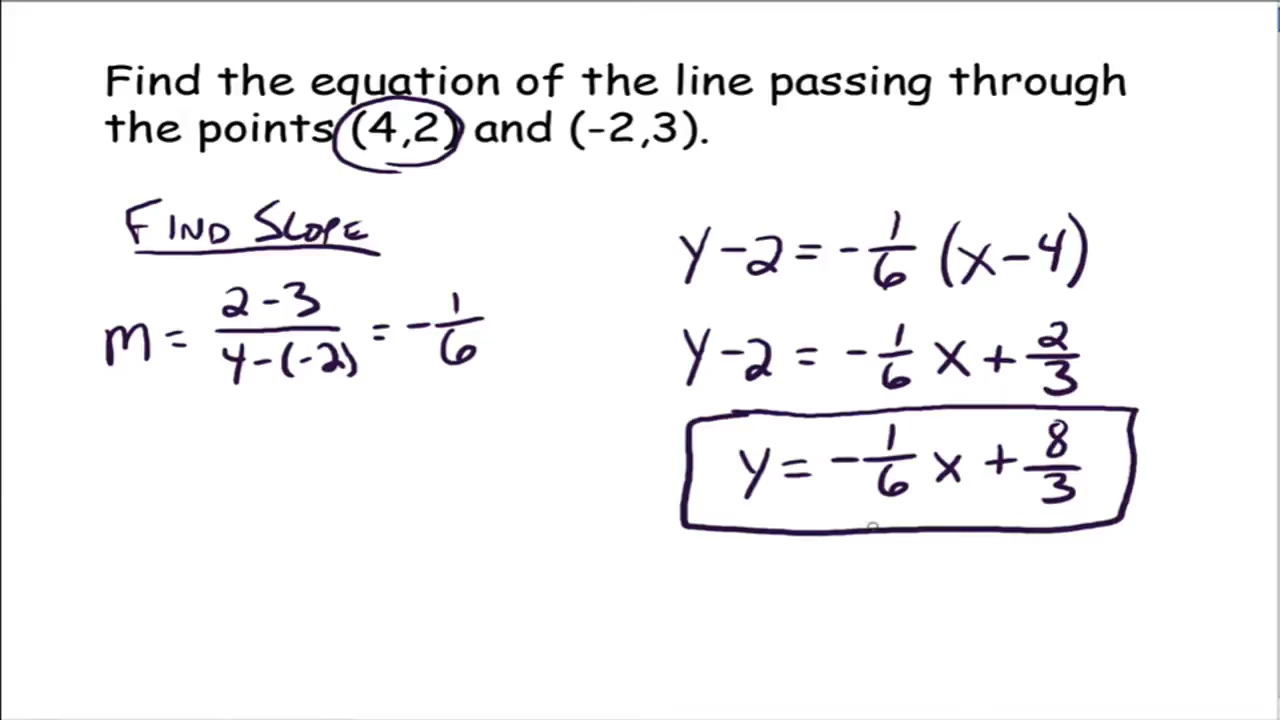 Find the equation of the line passing through
the points (4,2) and (-2,3).
FIND SLOPE
m = (2-3)/(4-(-2)) = -1/6
y-2 = -1/6 (x-4)
y-2 = -1/6 x + 2/3
y = -1/6 x + 8/3